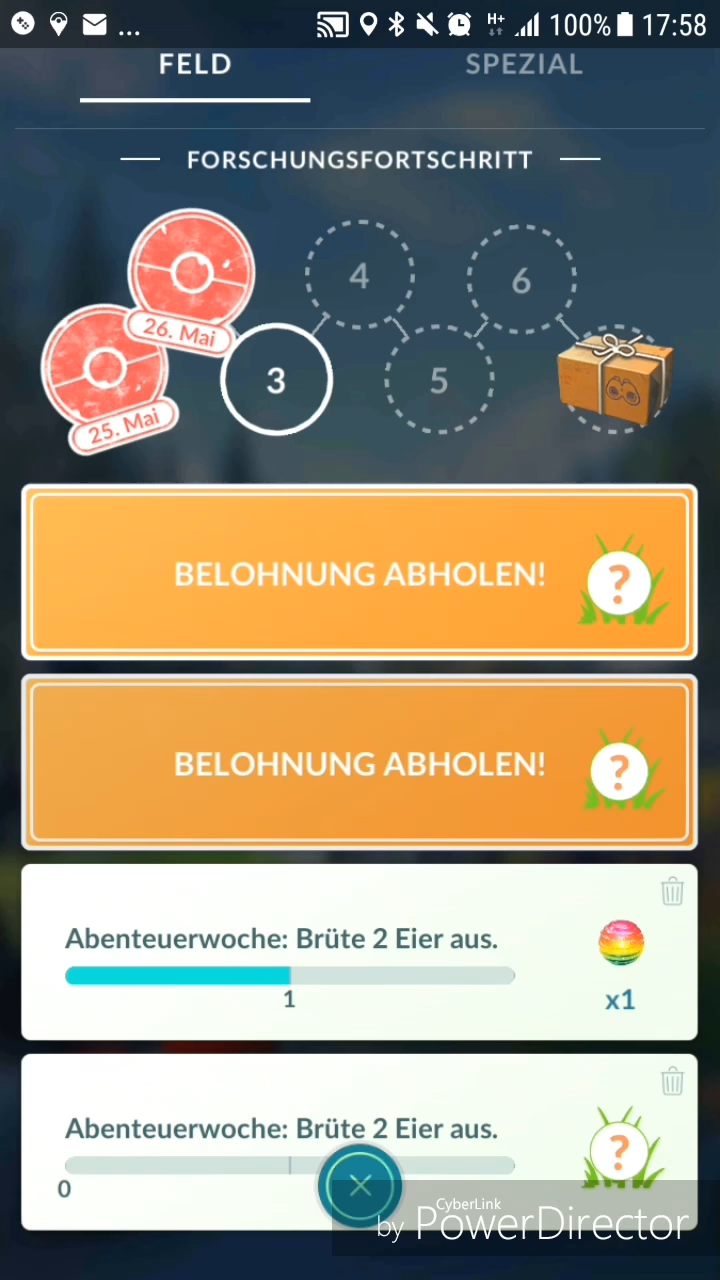 ... H+ 100% 17:58
FELD SPEZIAL
FORSCHUNGSFORTSCHRITT
4 6
26. Mai
3 5
25. Mai
BELOHNUNG ABHOLEN! ?
BELOHNUNG ABHOLEN! ?
Abenteuerwoche: Brüte 2 Eier aus.
1 x1
Abenteuerwoche: Brüte 2 Eier aus. ?
0
CyberLink
by PowerDirector